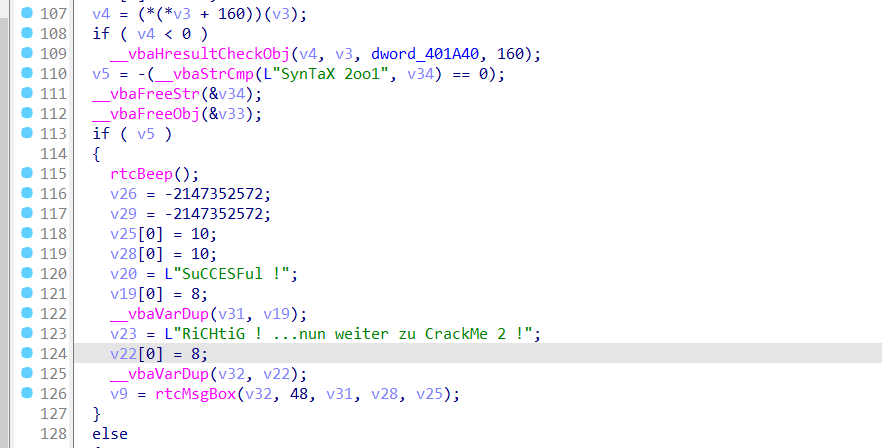 107 v4 = (*(*v3 + 160))(v3);
108 if ( v4 < 0 )
109 __vbaHresultCheckObj(v4, v3, dword_401A40, 160);
110 v5 = -(__vbaStrCmp(L"SynTaX 2oo1", v34) == 0);
111 __vbaFreeStr(&v34);
112 __vbaFreeObj(&v33);
113 if ( v5 )
114 {
115 rtcBeep();
116 v26 = -2147352572;
117 v29 = -2147352572;
118 v25[0] = 10;
119 v28[0] = 10;
120 v20 = L"SuCCESFul !";
121 v19[0] = 8;
122 __vbaVarDup(v31, v19);
123 v23 = L"RiCHtiG ! ...nun weiter zu CrackMe 2 !";
124 v22[0] = 8;
125 __vbaVarDup(v32, v22);
126 v9 = rtcMsgBox(v32, 48, v31, v28, v25);
127 }
128 else